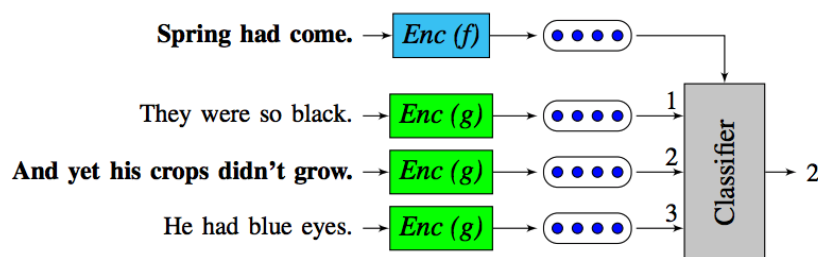 Spring had come. Enc (f)
They were so black. Enc (g) 1
And yet his crops didn't grow. Enc (g) 2
He had blue eyes. Enc (g) 3
Classifier
2